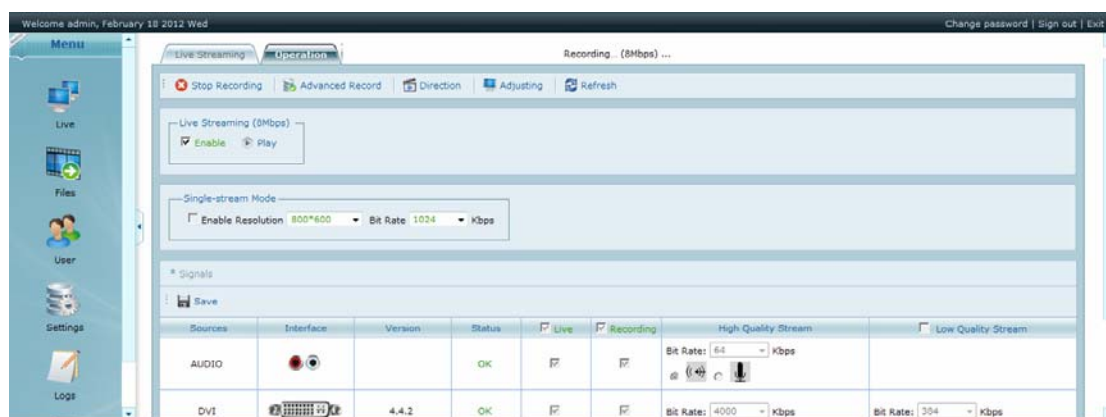 Welcome admin, February 18 2012 Wed Change password | Sign out | Exit
Menu
Live Streaming Operation Recording... (8Mbps) ...
Stop Recording Advanced Record Direction Adjusting Refresh
Live
Live Streaming (8Mbps)
Enable Play
Files
Single-stream Mode
Enable Resolution 800*600 Bit Rate 1024 Kbps
User
* Signals
Save
Settings
Sources Interface Version Status Live Recording High Quality Stream Low Quality Stream
AUDIO OK Bit Rate: 64 Kbps
Logs
DVI 4.4.2 OK Bit Rate: 4000 Kbps Bit Rate: 384 Kbps